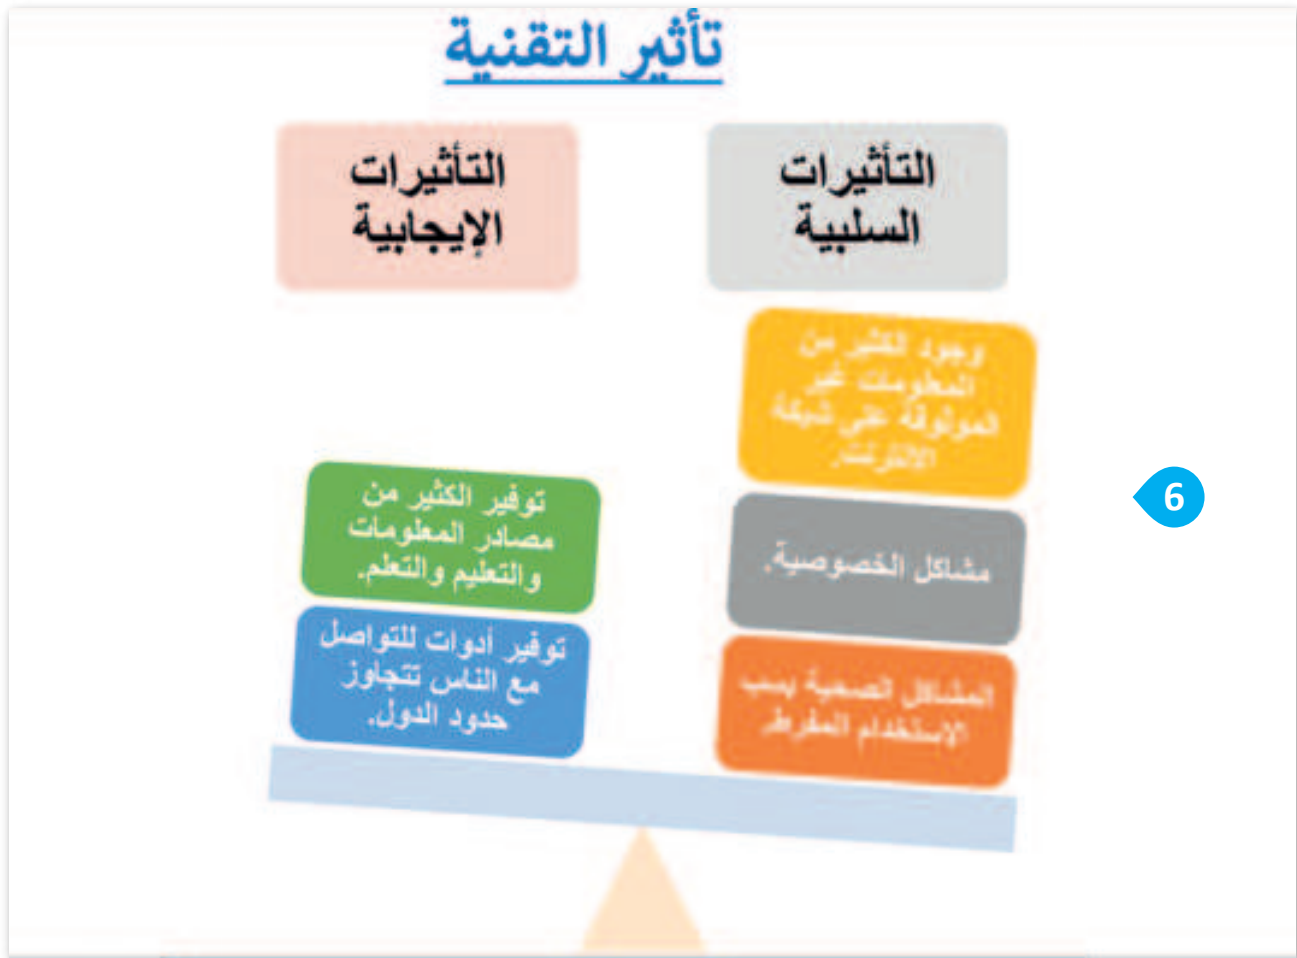 تأثير التقنية
التأثيرات
السلبية
وجود الكثير من
المعلومات غير
الموثوقة على شبكة
الانترنت.
مشاكل الخصوصية.
المشاكل الصحية بسب
الاستخدام المفرط.
التأثيرات
الإيجابية
توفير الكثير من
مصادر المعلومات
والتعليم والتعلم.
توفير أدوات للتواصل
مع الناس تتجاوز
حدود الدول.
6